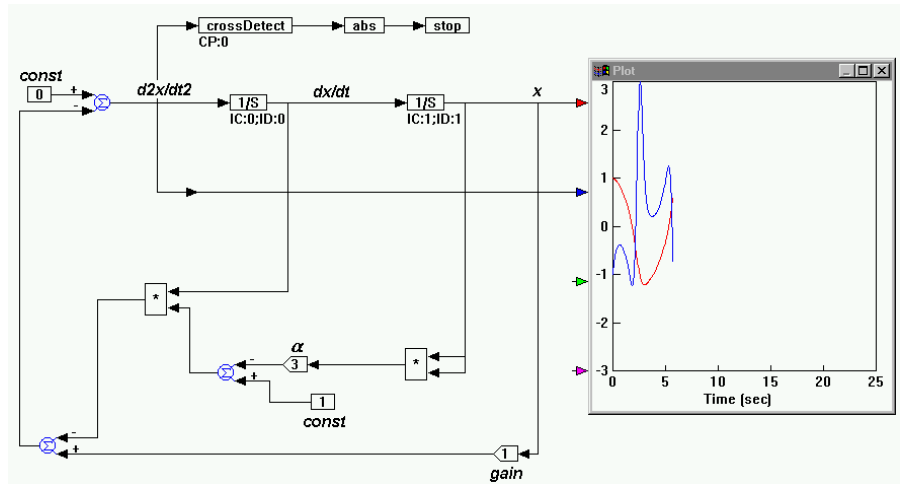 crossDetect abs stop
CP:0
const
0 + - Σ d2x/dt2 1/S dx/dt 1/S x
IC:0;ID:0 IC:1;ID:1
Plot
3
2
1
0
-1
-2
-3
0 5 10 15 20 25
Time (sec)
*
α
- 3 *
Σ +
1
const
- Σ +
1
gain